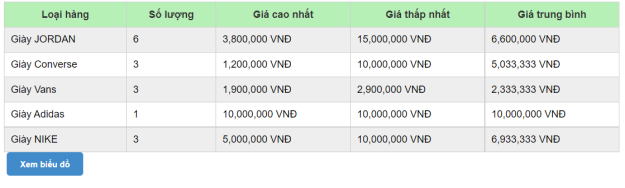 Loại hàng Số lượng Giá cao nhất Giá thấp nhất Giá trung bình
Giày JORDAN 6 3,800,000 VNĐ 15,000,000 VNĐ 6,600,000 VNĐ
Giày Converse 3 1,200,000 VNĐ 10,000,000 VNĐ 5,033,333 VNĐ
Giày Vans 3 1,900,000 VNĐ 2,900,000 VNĐ 2,333,333 VNĐ
Giày Adidas 1 10,000,000 VNĐ 10,000,000 VNĐ 10,000,000 VNĐ
Giày NIKE 3 5,000,000 VNĐ 10,000,000 VNĐ 6,933,333 VNĐ
Xem biểu đồ